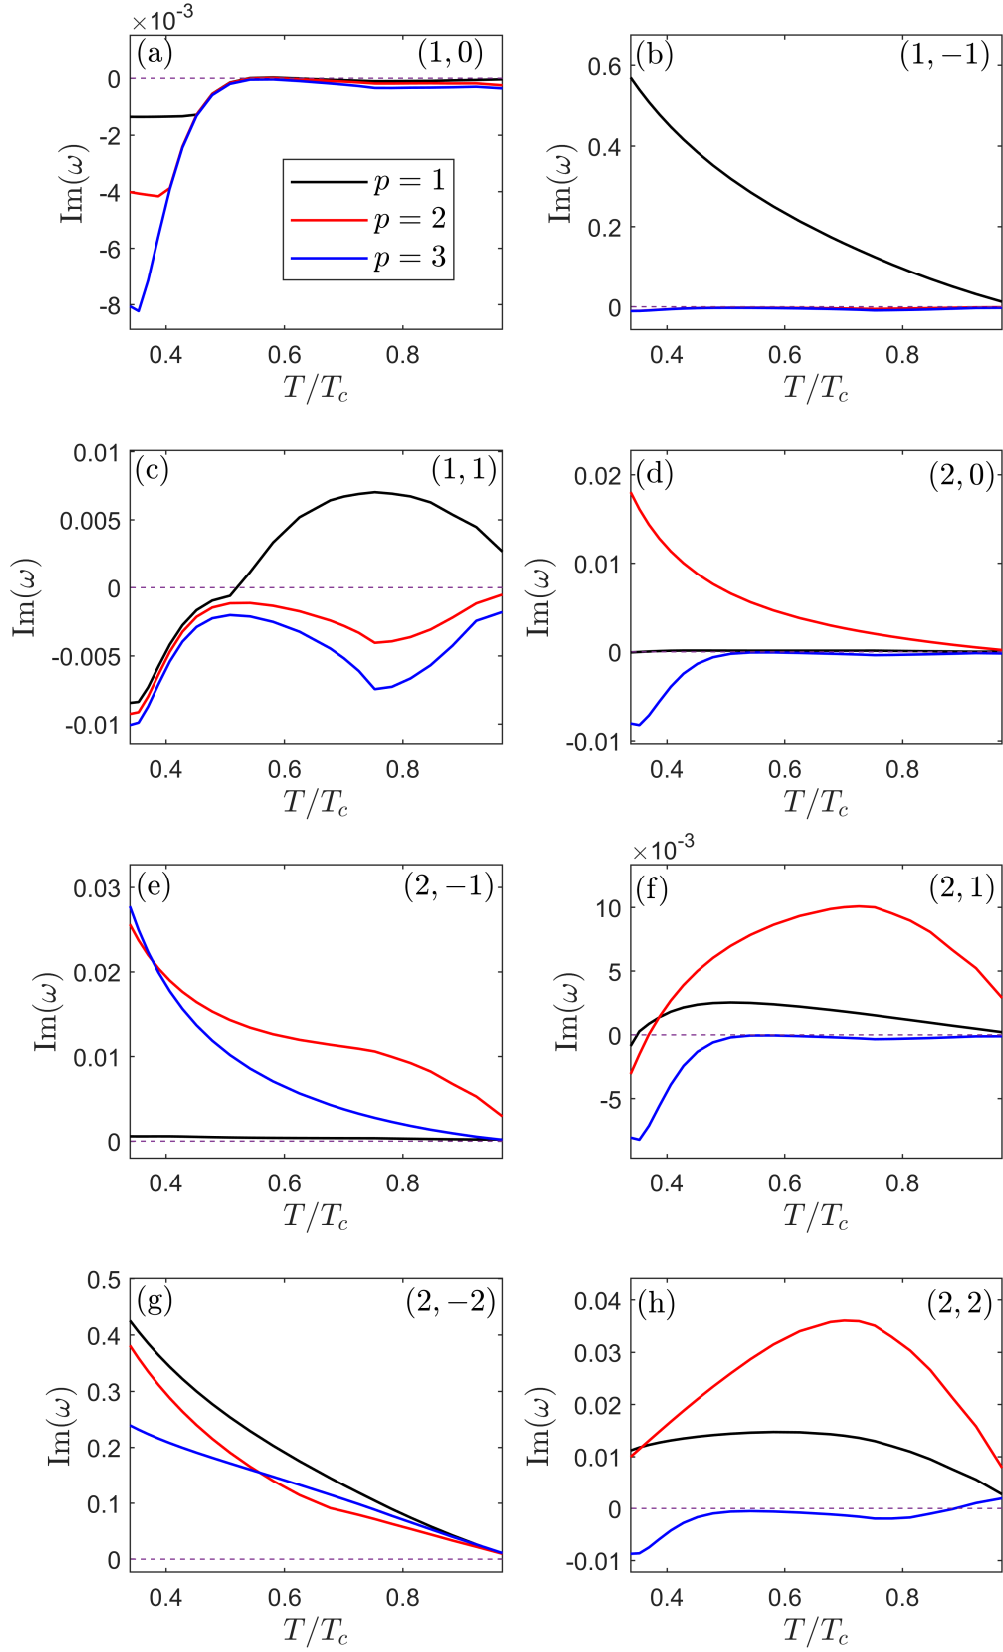 ×10⁻³
(a) (1, 0)
0
-2
-4
-6
-8
Im(ω)
p = 1
p = 2
p = 3
0.4 0.6 0.8
T/T_c
(b) (1, −1)
0.6
0.4
0.2
0
Im(ω)
0.4 0.6 0.8
T/T_c
(c) (1, 1)
0.01
0.005
0
-0.005
-0.01
Im(ω)
0.4 0.6 0.8
T/T_c
(d) (2, 0)
0.02
0.01
0
-0.01
Im(ω)
0.4 0.6 0.8
T/T_c
(e) (2, −1)
0.03
0.02
0.01
0
Im(ω)
0.4 0.6 0.8
T/T_c
×10⁻³
(f) (2, 1)
10
5
0
-5
Im(ω)
0.4 0.6 0.8
T/T_c
(g) (2, −2)
0.5
0.4
0.3
0.2
0.1
0
Im(ω)
0.4 0.6 0.8
T/T_c
(h) (2, 2)
0.04
0.03
0.02
0.01
0
-0.01
Im(ω)
0.4 0.6 0.8
T/T_c